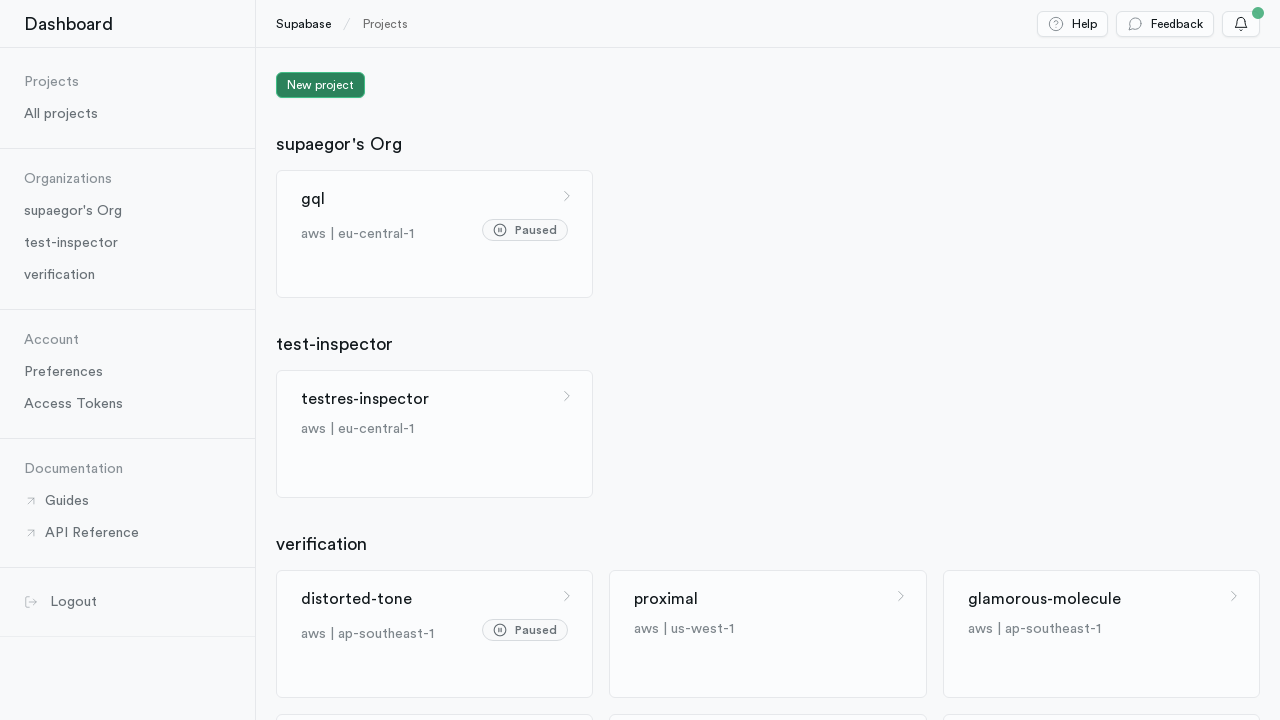 Dashboard
Supabase
Projects
Help
Feedback
Projects
All projects
Organizations
supaegor's Org
test-inspector
verification
Account
Preferences
Access Tokens
Documentation
Guides
API Reference
Logout
New project
supaegor's Org
gql
aws | eu-central-1
Paused
test-inspector
testres-inspector
aws | eu-central-1
verification
distorted-tone
aws | ap-southeast-1
Paused
proximal
aws | us-west-1
glamorous-molecule
aws | ap-southeast-1